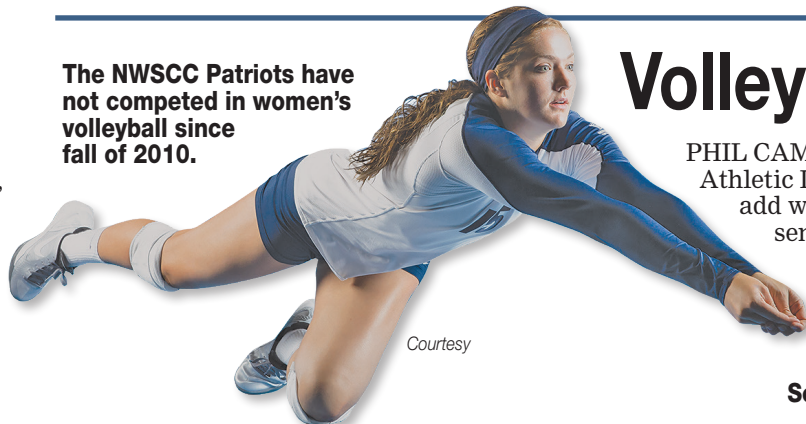 The NWSCC Patriots have
not competed in women's
volleyball since
fall of 2010.
Volley
PHIL CAM
Athletic
add w
ser
Courtesy